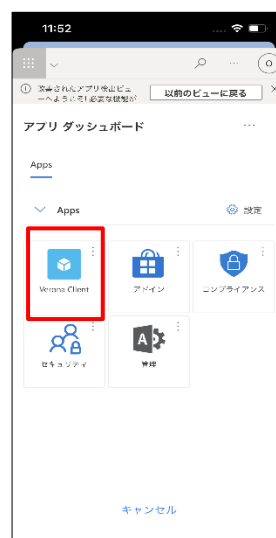 11:52
改善されたアプリ検出ビュ
ーへようこそ! 必要な機能が
以前のビューに戻る
アプリ ダッシュボード
Apps
Apps
設定
Verona Client
アドイン
コンプライアンス
セキュリティ
管理
キャンセル